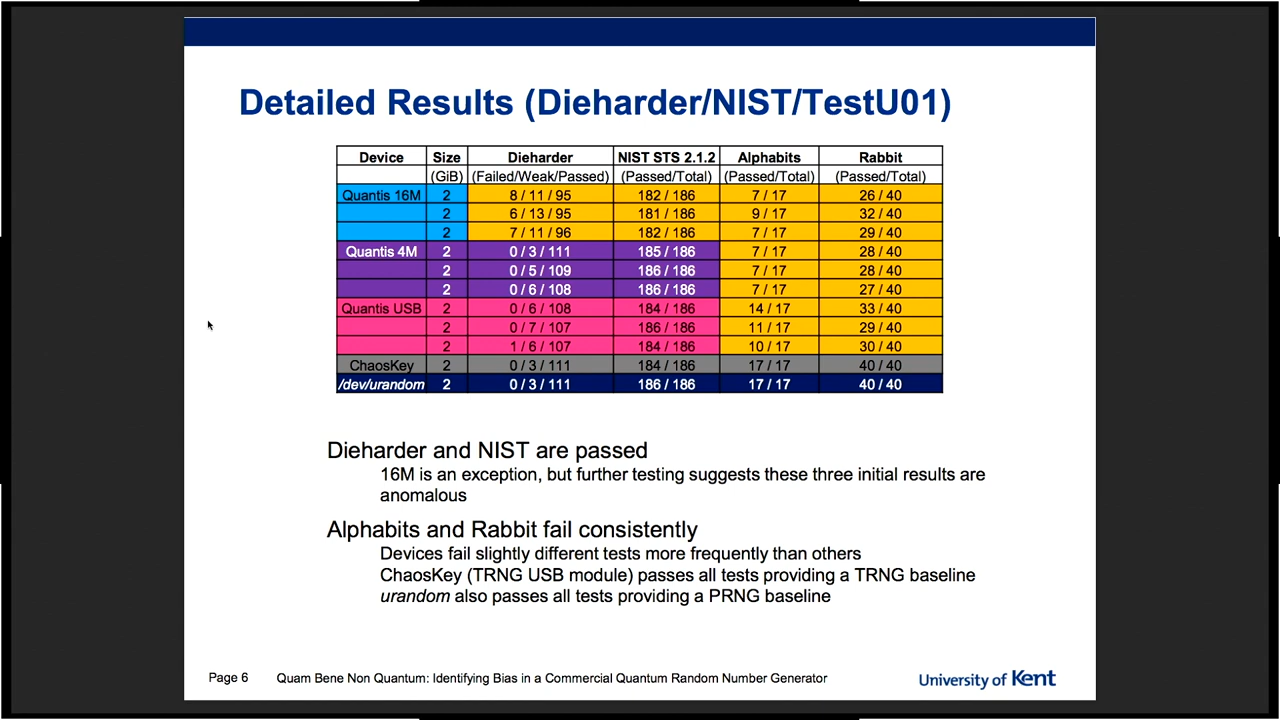 Detailed Results (Dieharder/NIST/TestU01)
Device Size Dieharder NIST STS 2.1.2 Alphabits Rabbit
(GiB) (Failed/Weak/Passed) (Passed/Total) (Passed/Total) (Passed/Total)
Quantis 16M 2 8 / 11 / 95 182 / 186 7 / 17 26 / 40
2 6 / 13 / 95 181 / 186 9 / 17 32 / 40
2 7 / 11 / 96 182 / 186 7 / 17 29 / 40
Quantis 4M 2 0 / 3 / 111 185 / 186 7 / 17 28 / 40
2 0 / 5 / 109 186 / 186 7 / 17 28 / 40
2 0 / 6 / 108 186 / 186 7 / 17 27 / 40
Quantis USB 2 0 / 6 / 108 184 / 186 14 / 17 33 / 40
2 0 / 7 / 107 186 / 186 11 / 17 29 / 40
2 1 / 6 / 107 184 / 186 10 / 17 30 / 40
ChaosKey 2 0 / 3 / 111 184 / 186 17 / 17 40 / 40
/dev/urandom 2 0 / 3 / 111 186 / 186 17 / 17 40 / 40
Dieharder and NIST are passed
16M is an exception, but further testing suggests these three initial results are
anomalous
Alphabits and Rabbit fail consistently
Devices fail slightly different tests more frequently than others
ChaosKey (TRNG USB module) passes all tests providing a TRNG baseline
urandom also passes all tests providing a PRNG baseline
Page 6 Quam Bene Non Quantum: Identifying Bias in a Commercial Quantum Random Number Generator
University of Kent